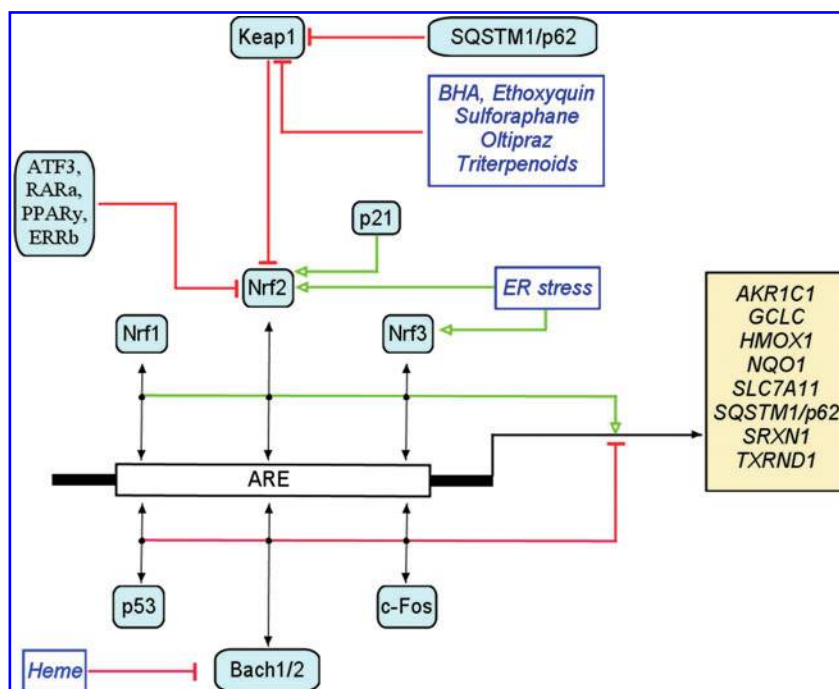 Keap1
SQSTM1/p62
BHA, Ethoxyquin
Sulforaphane
Oltipraz
Triterpenoids
ATF3,
RARa,
PPARy,
ERRb
p21
Nrf2
ER stress
Nrf1
Nrf3
AKR1C1
GCLC
HMOX1
NQO1
SLC7A11
SQSTM1/p62
SRXN1
TXRND1
ARE
p53
c-Fos
Heme
Bach1/2